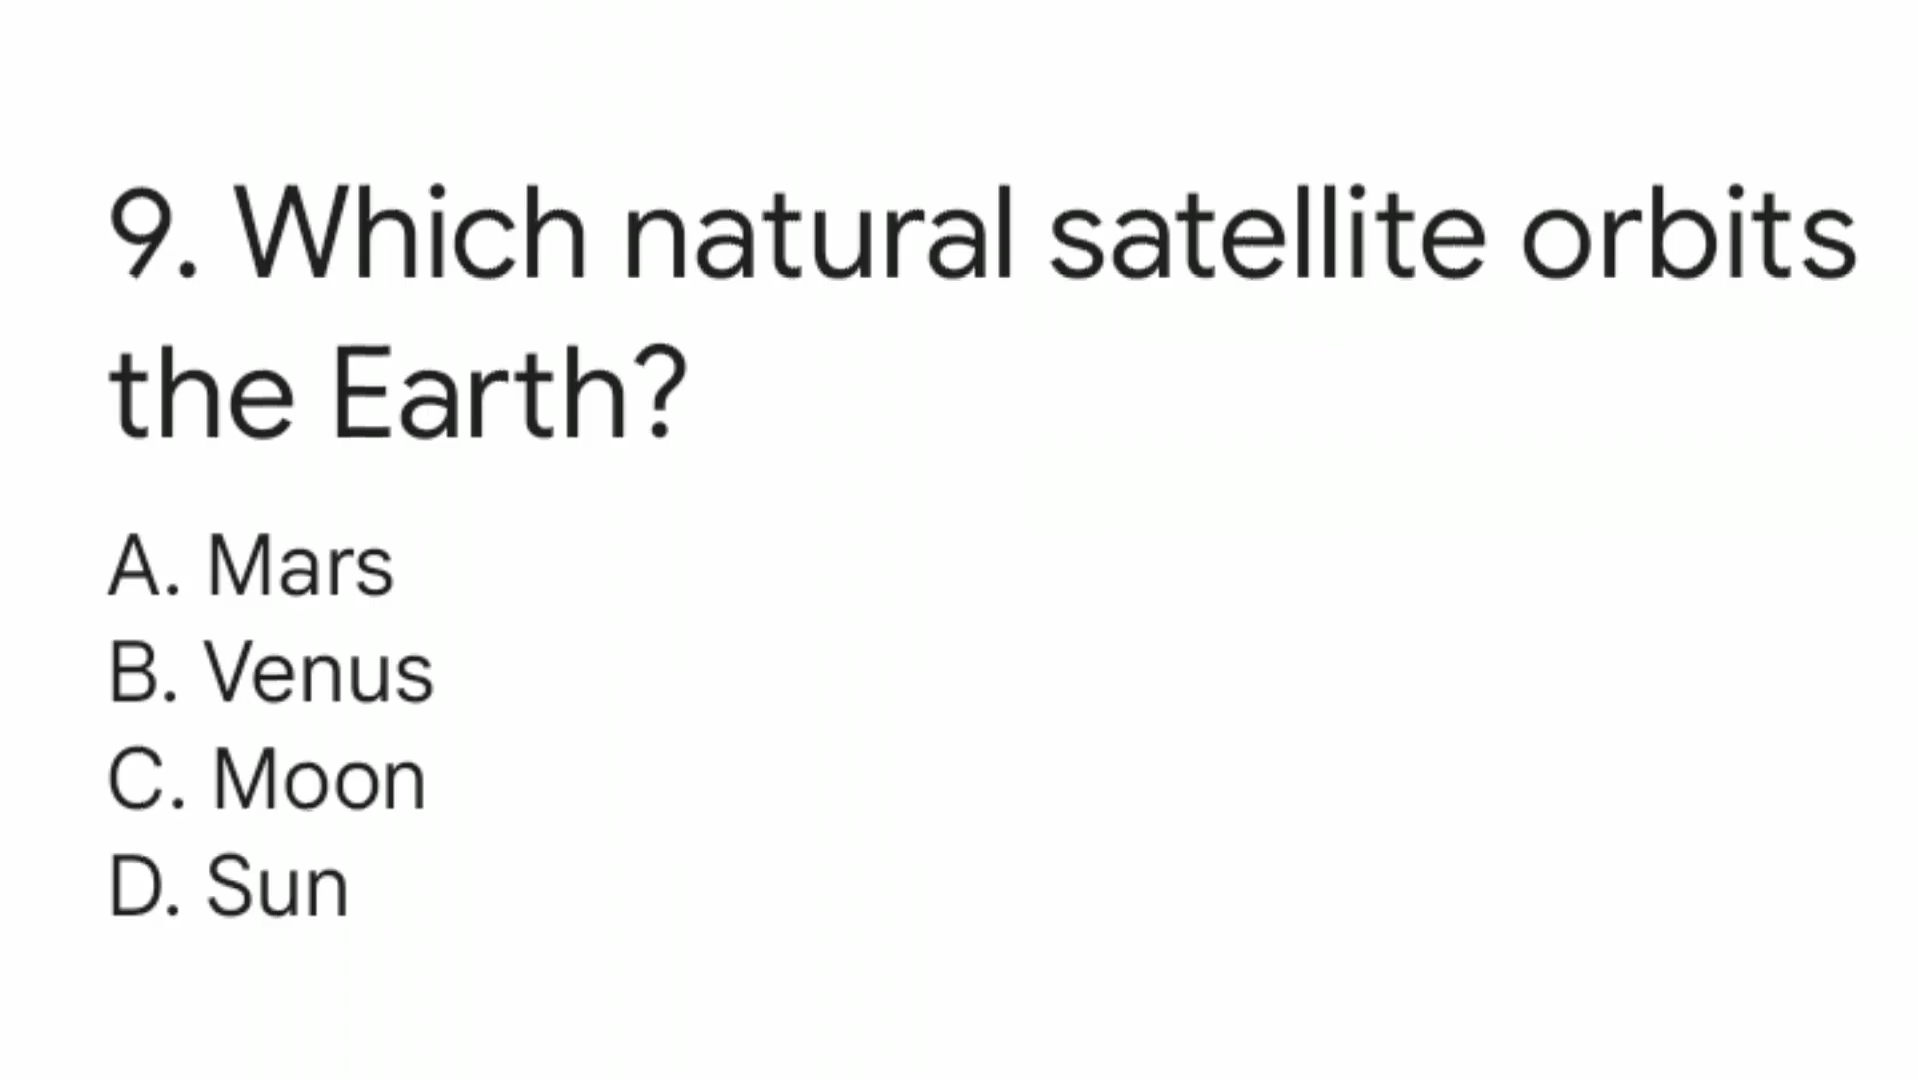 9. Which natural satellite orbits
the Earth?
A. Mars
B. Venus
C. Moon
D. Sun